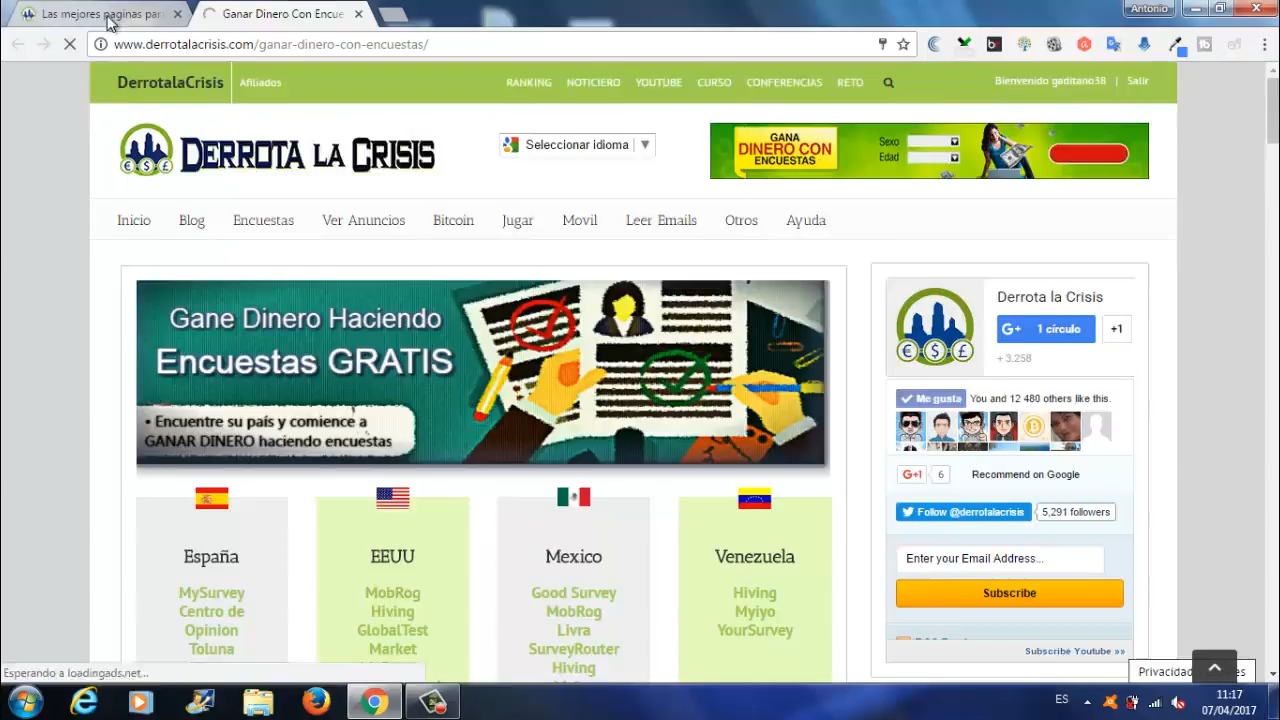 Las mejores paginas par
Ganar Dinero Con Encue
Antonio
www.derrotalacrisis.com/ganar-dinero-con-encuestas/
DerrotalaCrisis
Afiliados
RANKING NOTICIERO YOUTUBE CURSO CONFERENCIAS RETO
Bienvenido gaditano38 | Salir
DERROTA LA CRISIS
Seleccionar idioma
GANA
DINERO CON
ENCUESTAS
Sexo
Edad
Inicio Blog Encuestas Ver Anuncios Bitcoin Jugar Movil Leer Emails Otros Ayuda
Gane Dinero Haciendo
Encuestas GRATIS
• Encuentre su país y comience a
GANAR DINERO haciendo encuestas
Derrota la Crisis
G+ 1 círculo +1
+ 3.258
Me gusta You and 12 480 others like this.
G+1 6 Recommend on Google
Follow @derrotalacrisis 5,291 followers
Enter your Email Address...
Subscribe
Subscribe Youtube »»
España
MySurvey
Centro de
Opinion
Toluna
EEUU
MobRog
Hiving
GlobalTest
Market
Mexico
Good Survey
MobRog
Livra
SurveyRouter
Hiving
Venezuela
Hiving
Myiyo
YourSurvey
Esperando a loadingads.net...
Privacidad
ES
11:17
07/04/2017